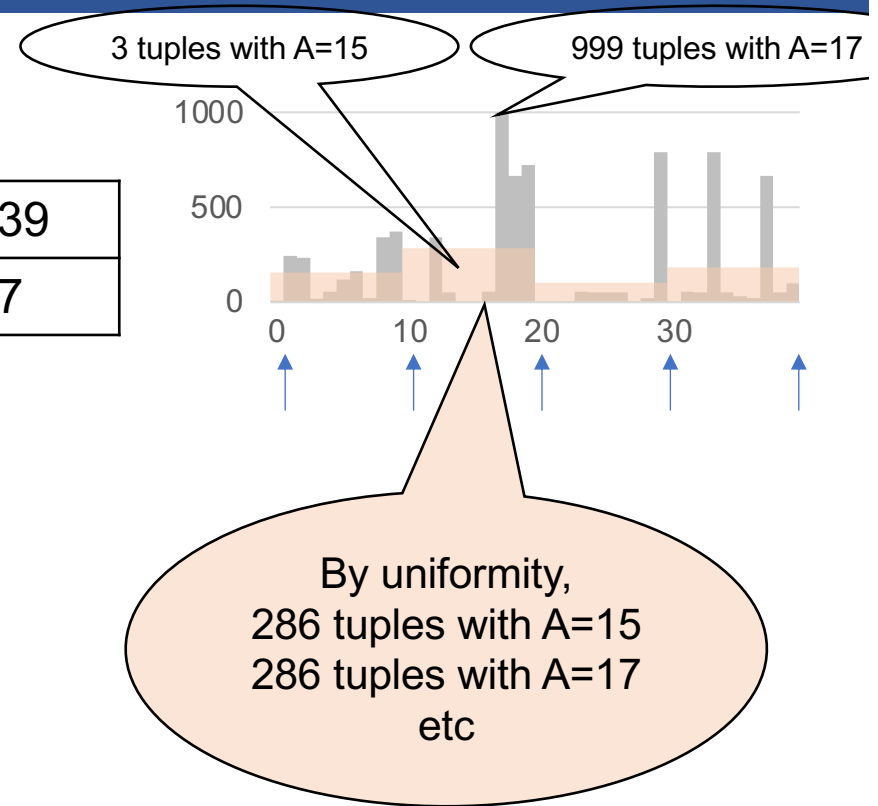 3 tuples with A=15
999 tuples with A=17
1000
500
0
0 10 20 30
39
7
By uniformity,
286 tuples with A=15
286 tuples with A=17
etc